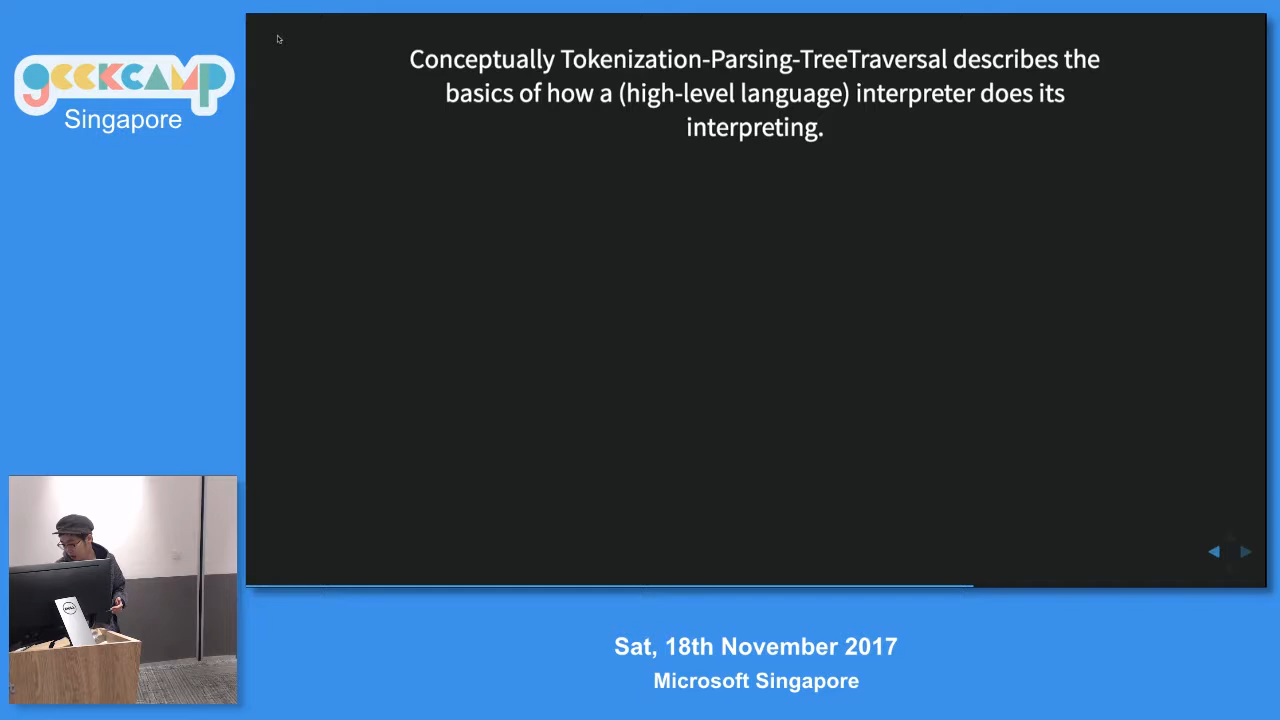 geekcamp
Singapore
Conceptually Tokenization-Parsing-TreeTraversal describes the
basics of how a (high-level language) interpreter does its
interpreting.
DELL
Sat, 18th November 2017
Microsoft Singapore